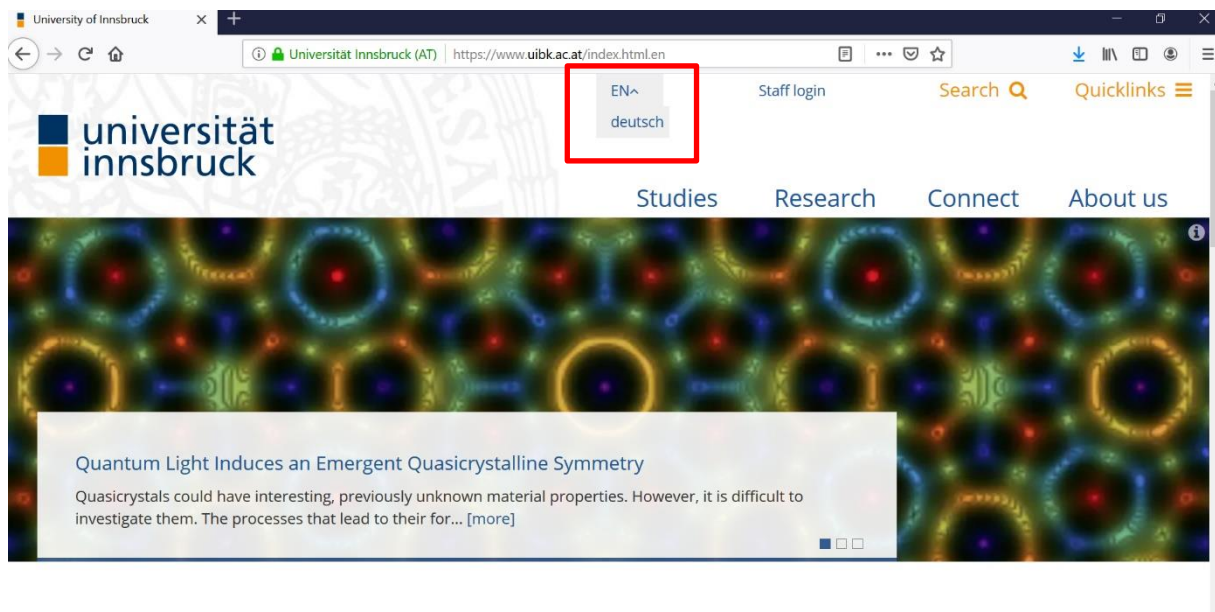 University of Innsbruck
Universität Innsbruck (AT) https://www.uibk.ac.at/index.html.en
EN
Staff login
Search
Quicklinks
deutsch
universität
innsbruck
Studies Research Connect About us
Quantum Light Induces an Emergent Quasicrystalline Symmetry
Quasicrystals could have interesting, previously unknown material properties. However, it is difficult to
investigate them. The processes that lead to their for... [more]